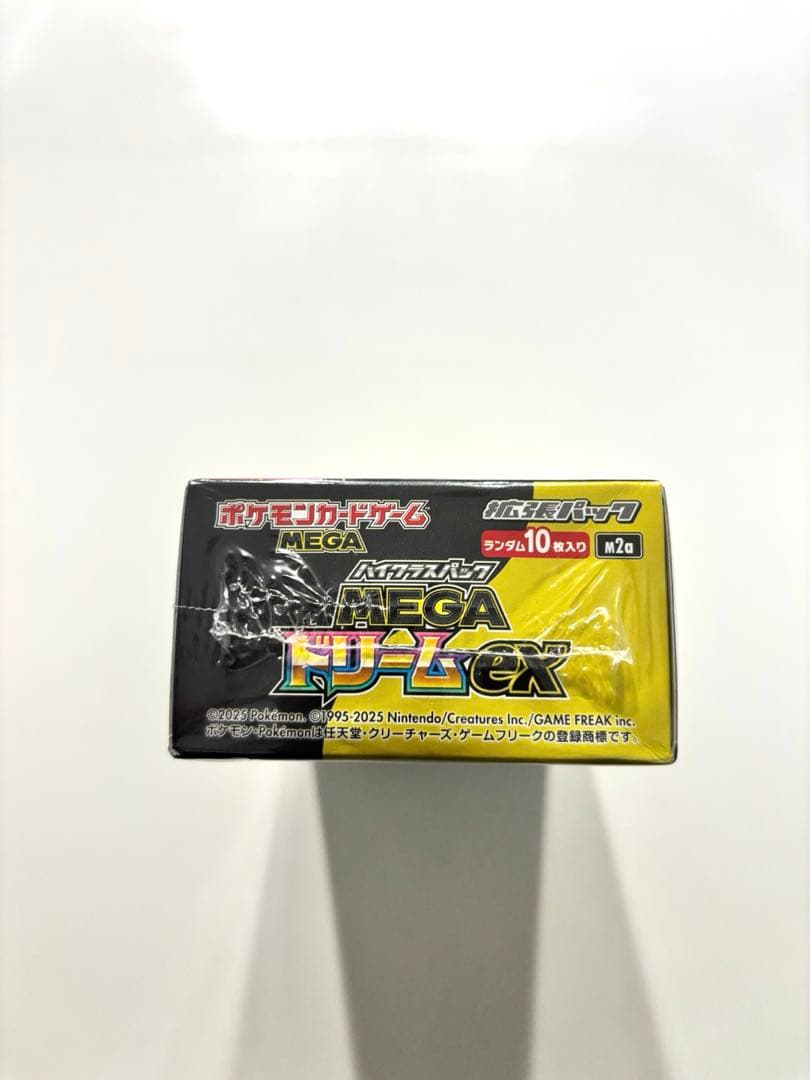 ポケモンカードゲーム
MEGA
拡張パック
ランダム10枚入り
M2a
ハイクラスパック
MEGA
ドリームex
©2025 Pokémon. ©1995-2025 Nintendo/Creatures Inc./GAME FREAK inc.
ポケモン・Pokémonは任天堂・クリーチャーズ・ゲームフリークの登録商標です。